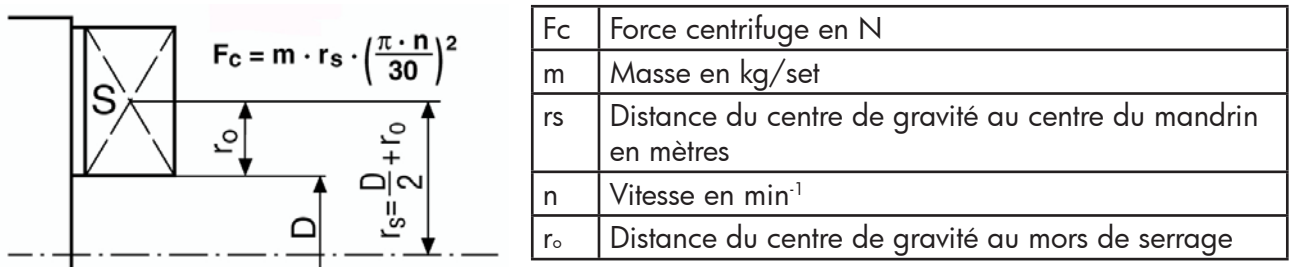 Fc = m · rs · (π · n / 30)²
S
ro
D
rs = D/2 + ro
Fc Force centrifuge en N
m Masse en kg/set
rs Distance du centre de gravité au centre du mandrin
en mètres
n Vitesse en min⁻¹
ro Distance du centre de gravité au mors de serrage